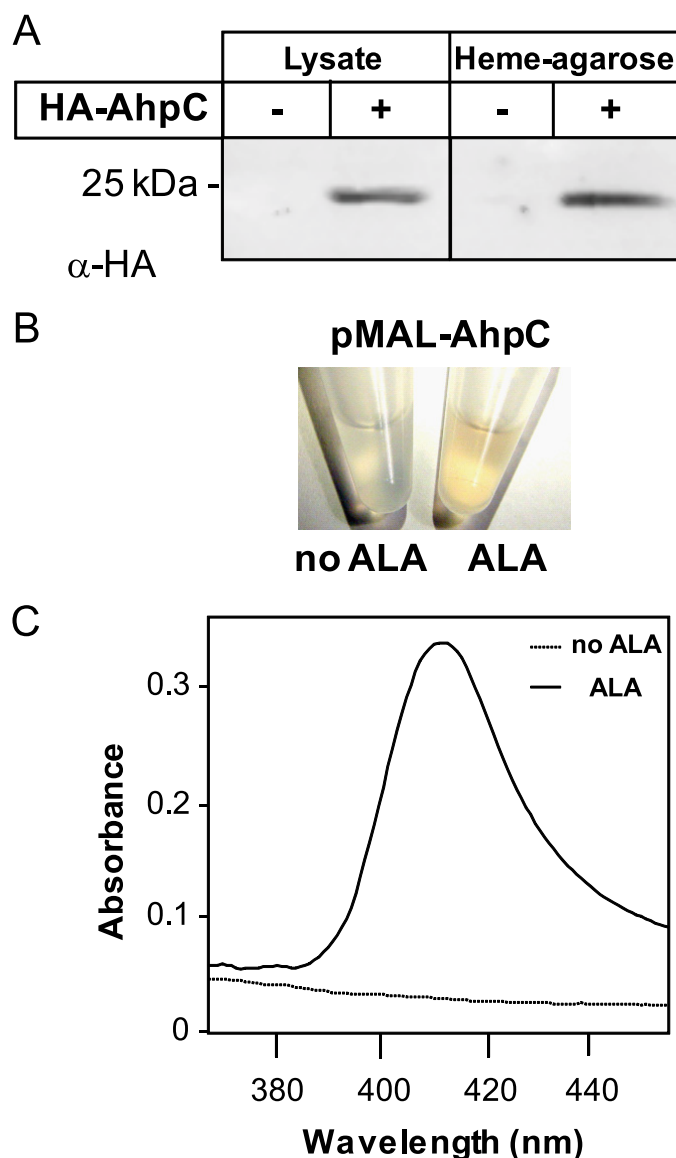 A
Lysate Heme-agarose
HA-AhpC - + - +
25 kDa -
α-HA
B
pMAL-AhpC
no ALA ALA
C
no ALA
ALA
0.3
0.2
0.1
0
Absorbance
380 400 420 440
Wavelength (nm)